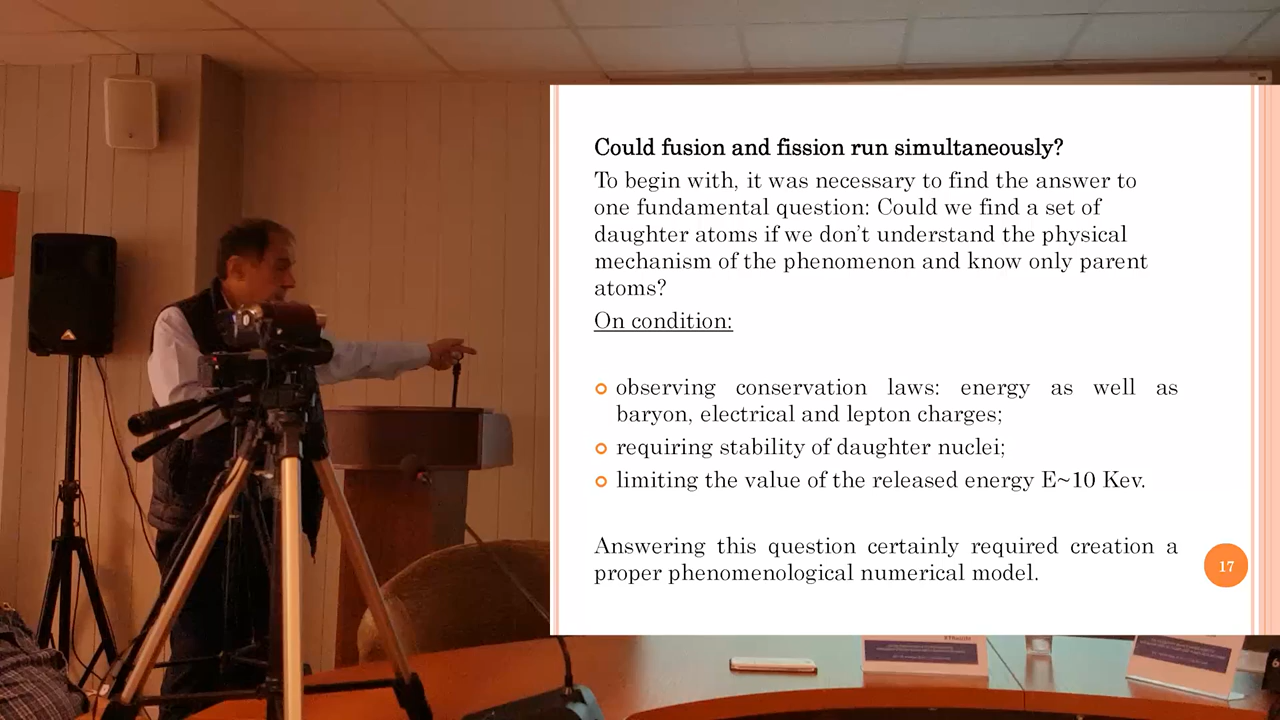 Could fusion and fission run simultaneously?
To begin with, it was necessary to find the answer to
one fundamental question: Could we find a set of
daughter atoms if we don't understand the physical
mechanism of the phenomenon and know only parent
atoms?
On condition:
observing conservation laws: energy as well as
baryon, electrical and lepton charges;
requiring stability of daughter nuclei;
limiting the value of the released energy E~10 Kev.
Answering this question certainly required creation a
proper phenomenological numerical model.
17